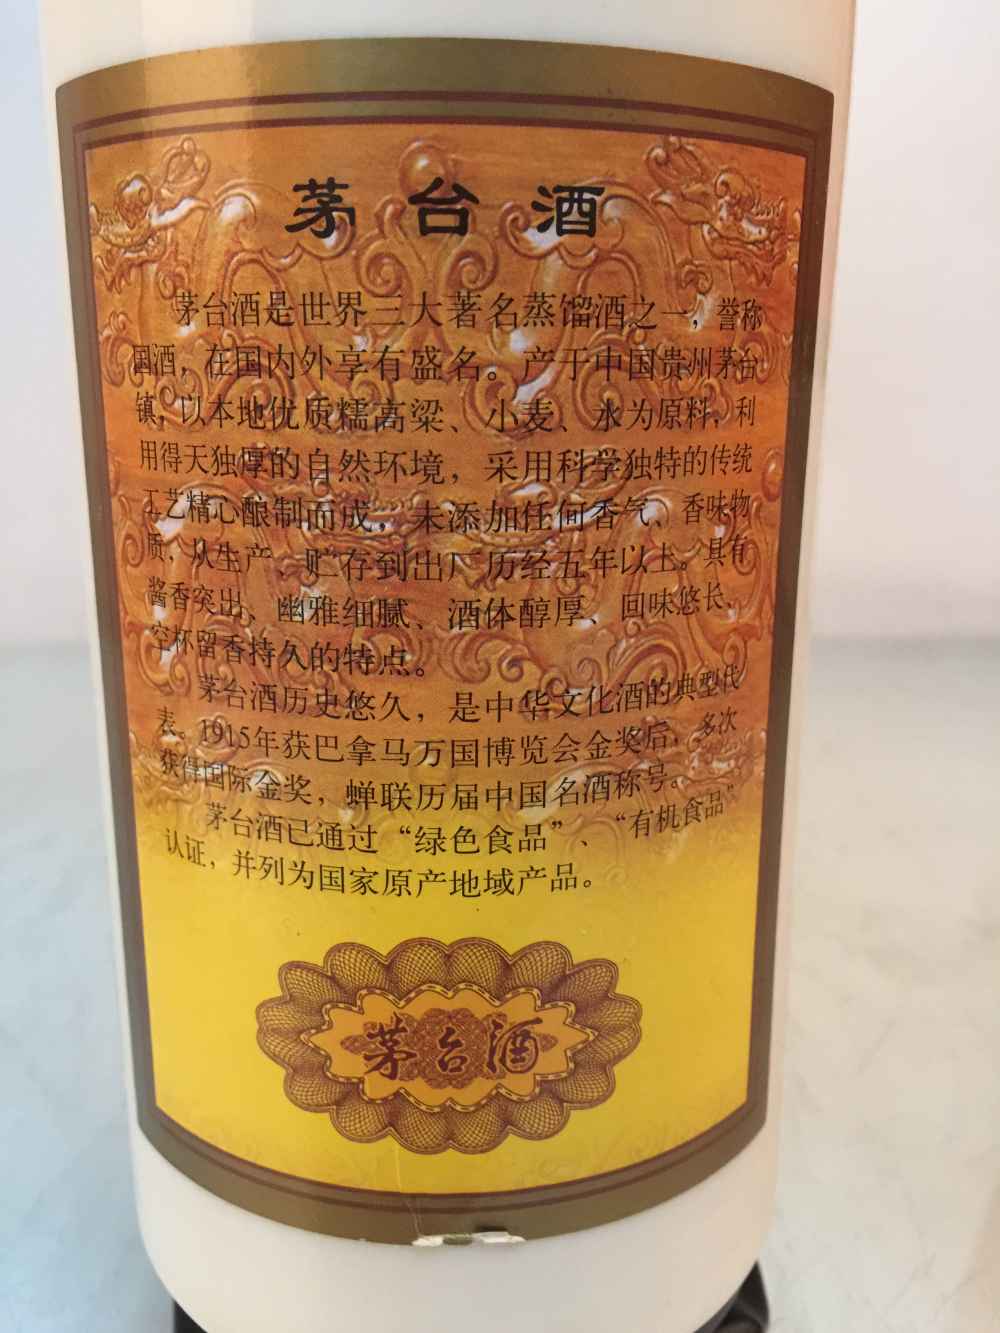 茅台酒
茅台酒是世界三大著名蒸馏酒之一，誉称
国酒，在国内外享有盛名。产于中国贵州茅台
镇，以本地优质糯高粱、小麦、水为原料，利
用得天独厚的自然环境，采用科学独特的传统
工艺精心酿制而成，未添加任何香气、香味物
质，从生产、贮存到出厂历经五年以上。具有
酱香突出、幽雅细腻、酒体醇厚、回味悠长、
空杯留香持久的特点。
茅台酒历史悠久，是中华文化酒的典型代
表。1915年获巴拿马万国博览会金奖后，多次
获得国际金奖，蝉联历届中国名酒称号。
茅台酒已通过“绿色食品”、“有机食品”
认证，并列为国家原产地域产品。
茅台酒